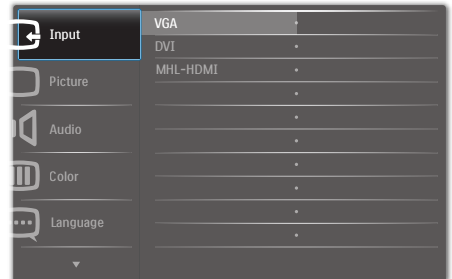 Input
VGA
DVI
MHL-HDMI
Picture
Audio
Color
Language